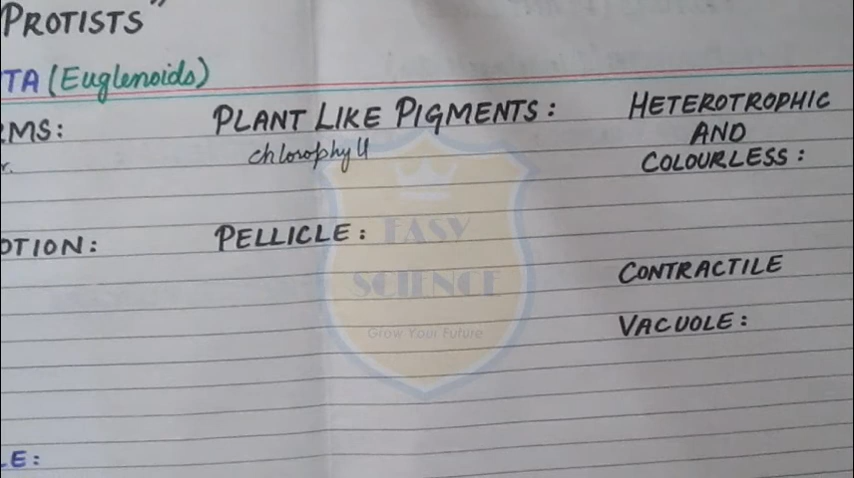 PROTISTS"
TA (Euglenoids)
RMS:
r.
PLANT LIKE PIGMENTS:
chlorophyll
HETEROTROPHIC
AND
COLOURLESS:
OTION:
PELLICLE:
CONTRACTILE
VACUOLE:
EASY
SCIENCE
Grow Your Future
LE: